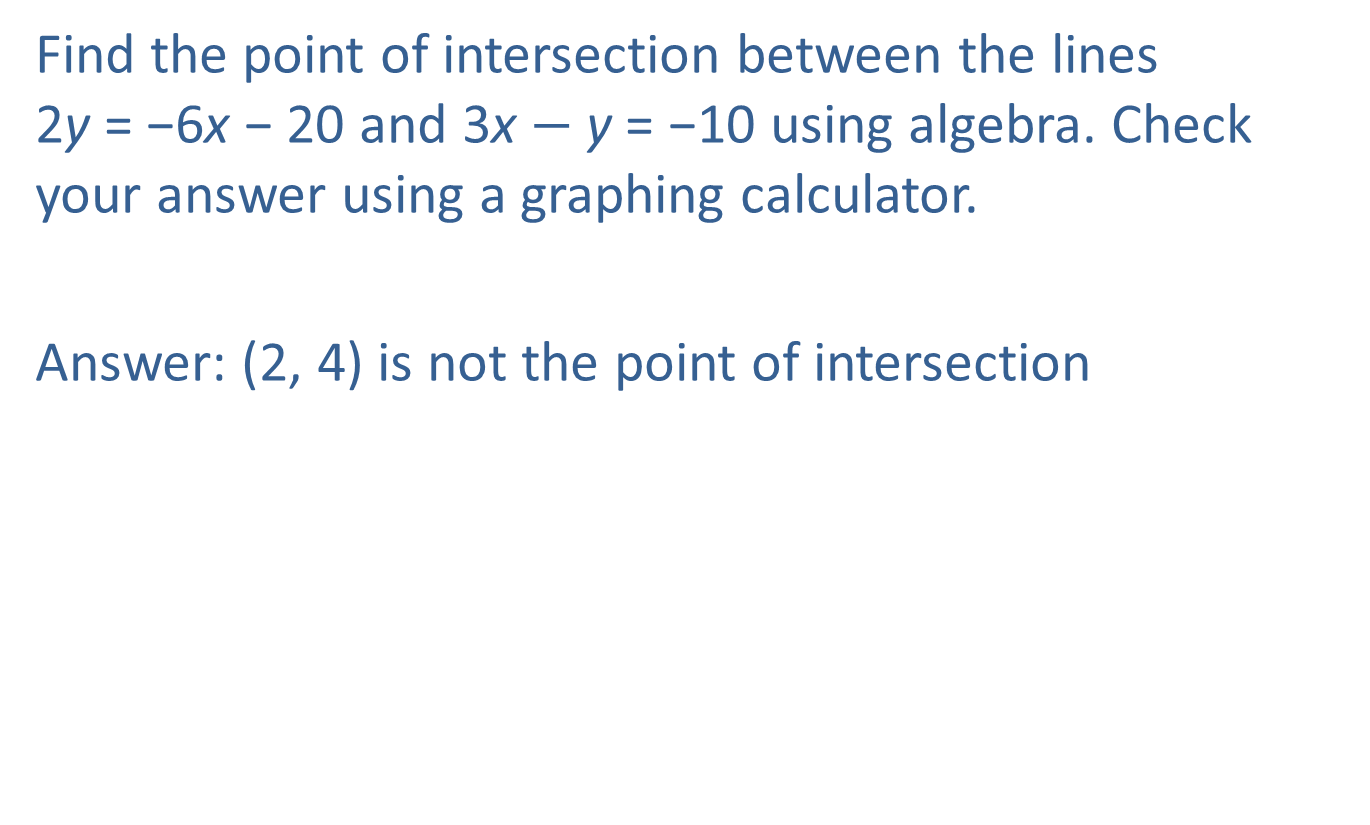 Find the point of intersection between the lines
2y = −6x − 20 and 3x — y = −10 using algebra. Check
your answer using a graphing calculator.
Answer: (2, 4) is not the point of intersection